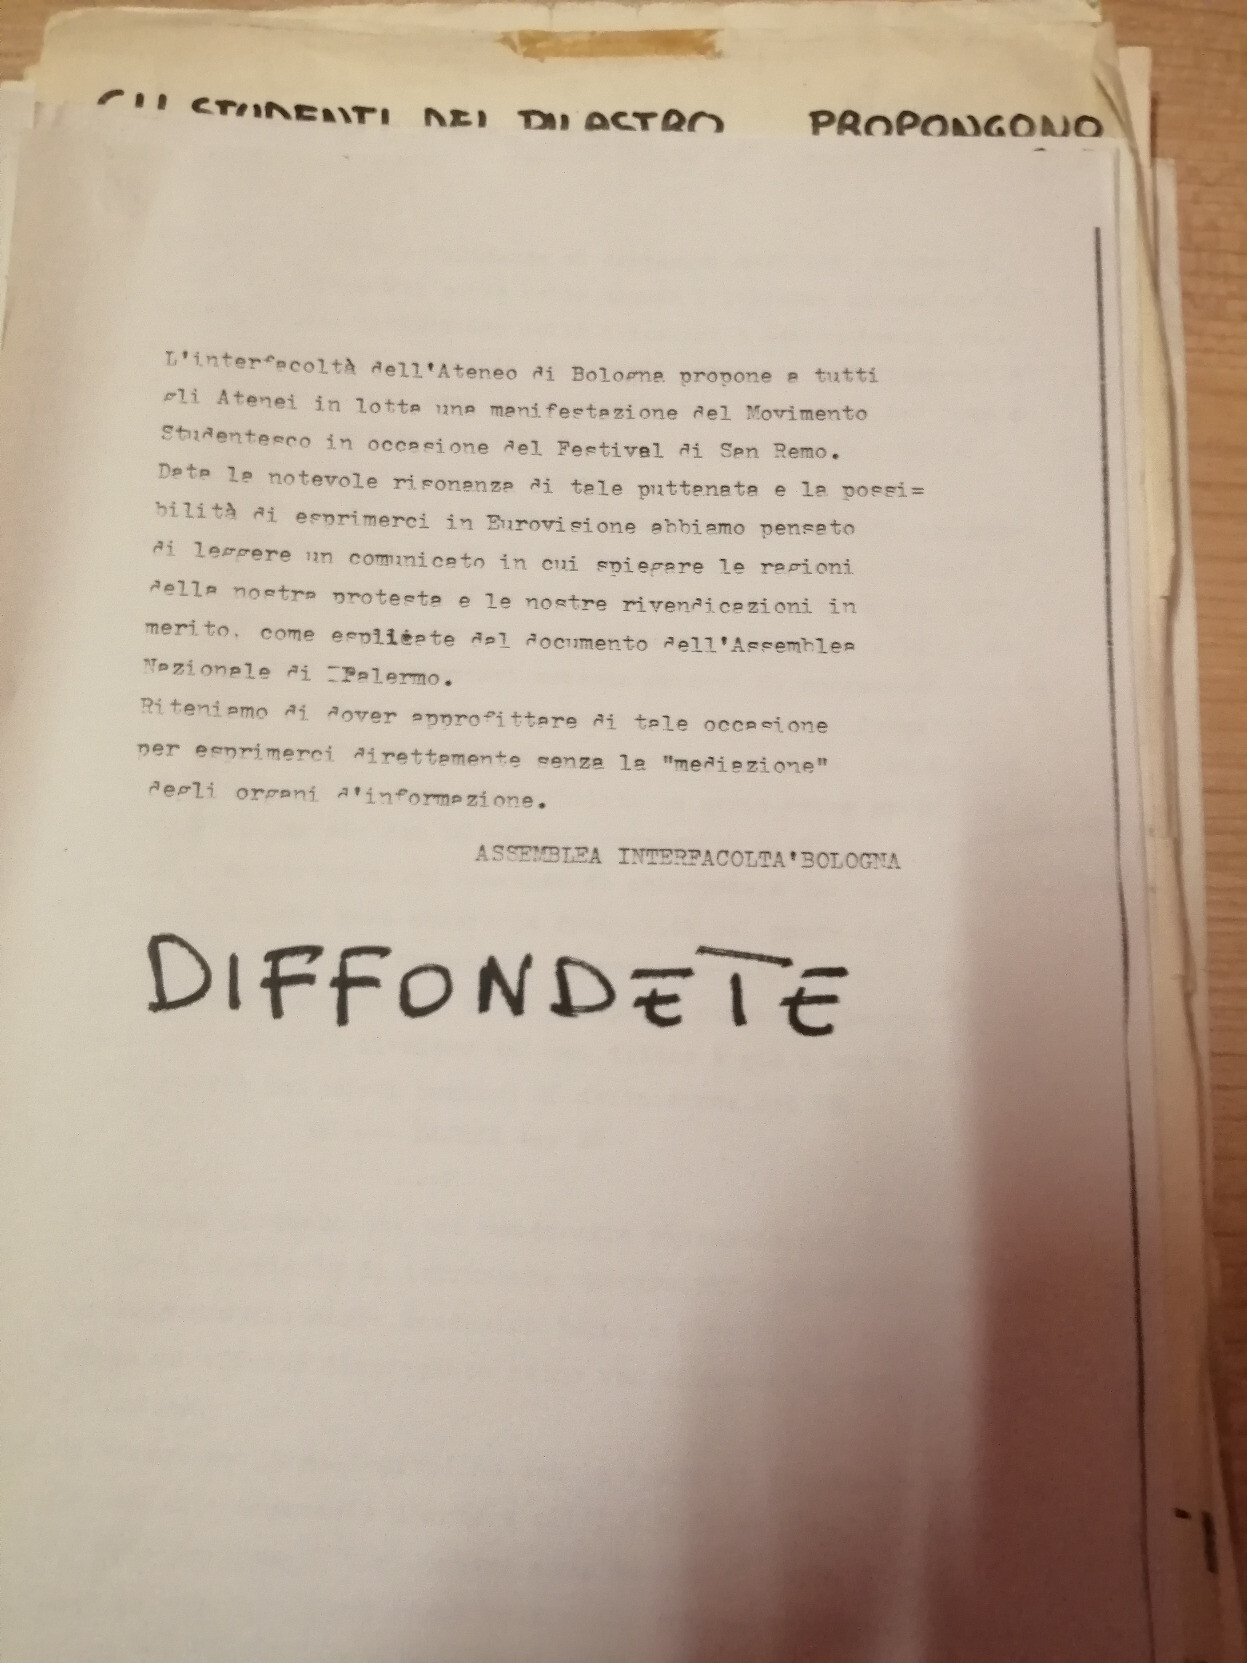 GLI STUDENTI DEL PILASTRO PROPONGONO
L'interfacoltà dell'Ateneo di Bologna propone a tutti
gli Atenei in lotta una manifestazione del Movimento
Studentesco in occasione del Festival di San Remo.
Data la notevole risonanza di tale puttanata e la possi=
bilità di esprimerci in Eurovisione abbiamo pensato
di leggere un comunicato in cui spiegare le ragioni
della nostra protesta e le nostre rivendicazioni in
merito, come esplicate dal documento dell'Assemblea
Nazionale di Palermo.
Riteniamo di dover approfittare di tale occasione
per esprimerci direttamente senza la "mediazione"
degli organi d'informazione.
ASSEMBLEA INTERFACOLTA'BOLOGNA
DIFFONDETE